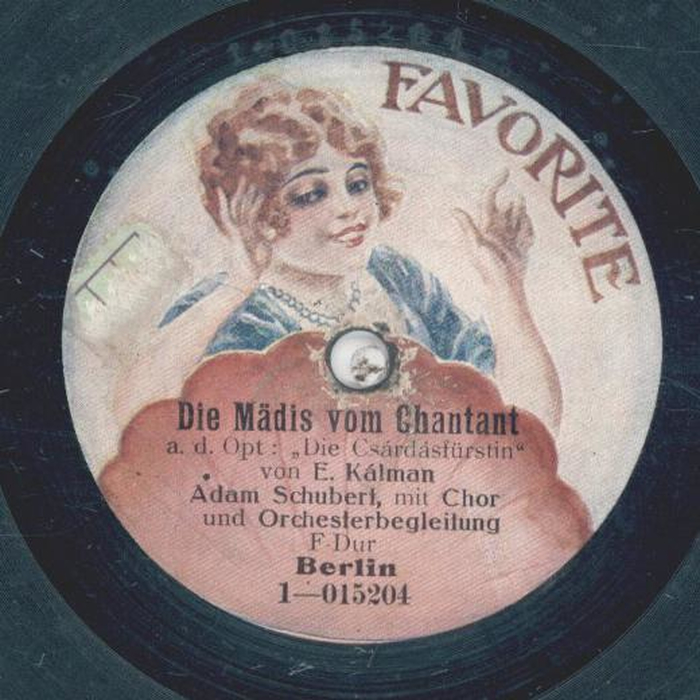 FAVORITE
Die Mädis vom Chantant
a. d. Opt: „Die Csárdásfürstin“
von E. Kálman
Adam Schubert, mit Chor
und Orchesterbegleitung
F-Dur
Berlin
1—015204